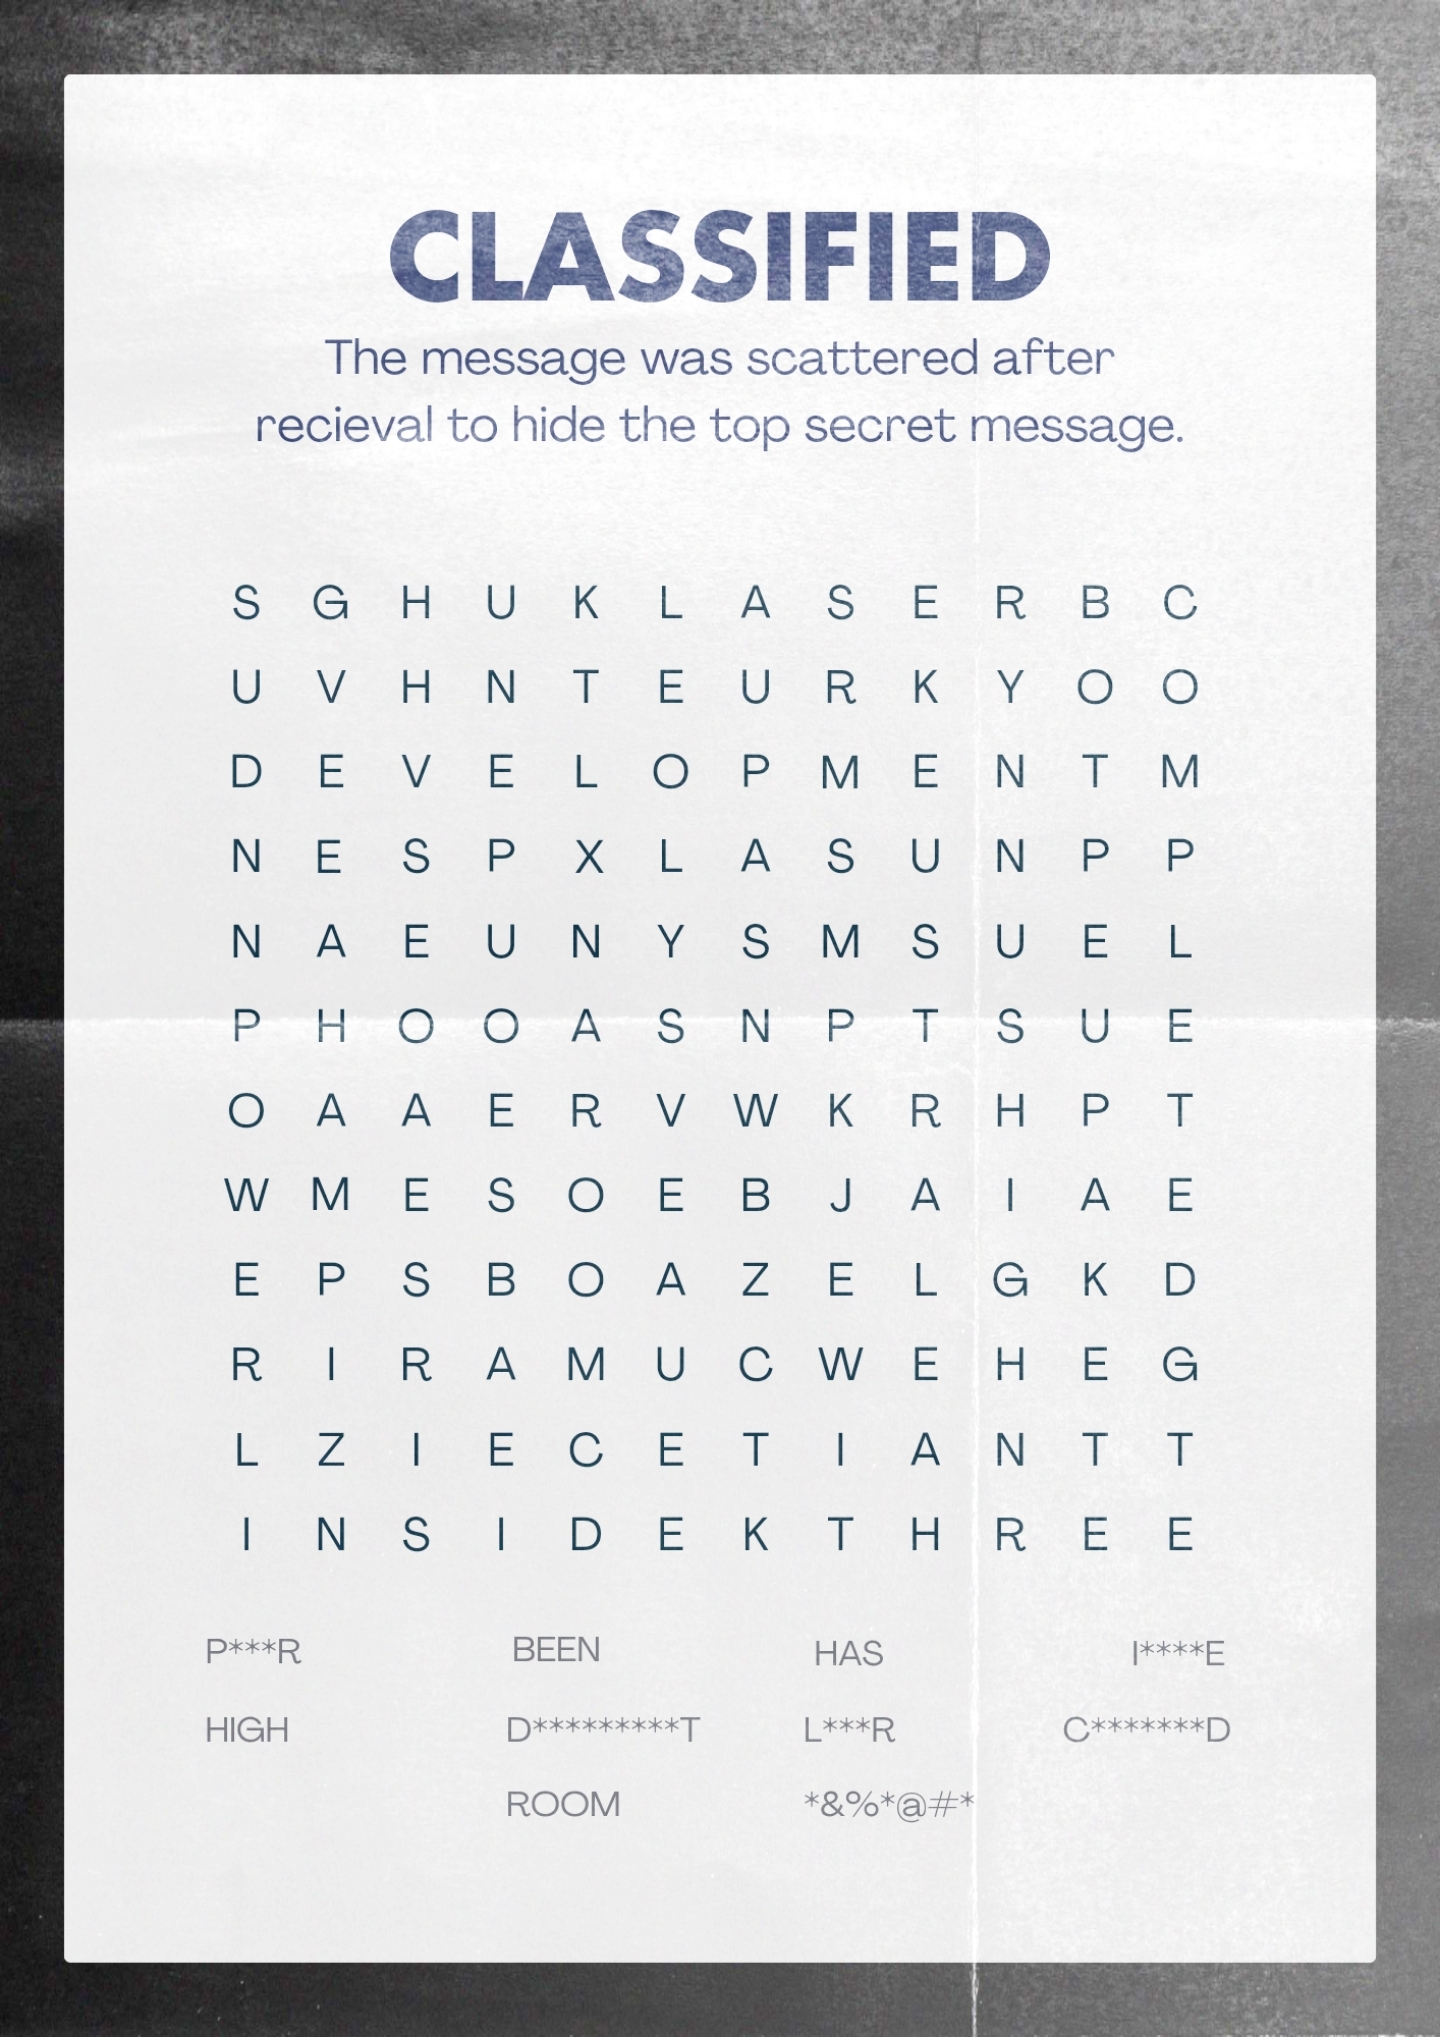 CLASSIFIED
The message was scattered after
recieval to hide the top secret message.
S G H U K L A S E R B C
U V H N T E U R K Y O O
D E V E L O P M E N T M
N E S P X L A S U N P P
N A E U N Y S M S U E L
P H O O A S N P T S U E
O A A E R V W K R H P T
W M E S O E B J A I A E
E P S B O A Z E L G K D
R I R A M U C W E H E G
L Z I E C E T I A N T T
I N S I D E K T H R E E
P***R BEEN HAS I****E
HIGH D*********T L***R C*******D
ROOM *&%*@#*